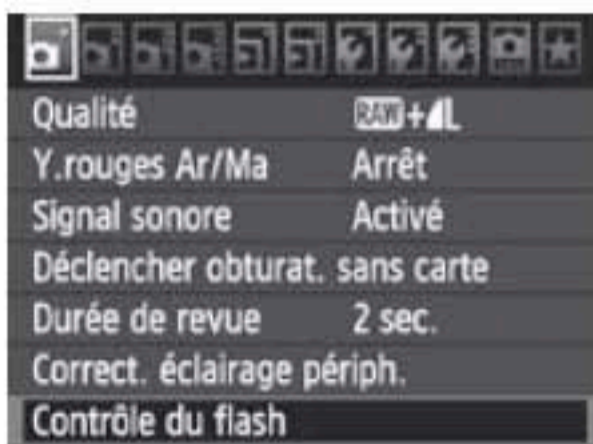 Qualité RAW+L
Y.rouges Ar/Ma Arrêt
Signal sonore Activé
Déclencher obturat. sans carte
Durée de revue 2 sec.
Correct. éclairage périph.
Contrôle du flash